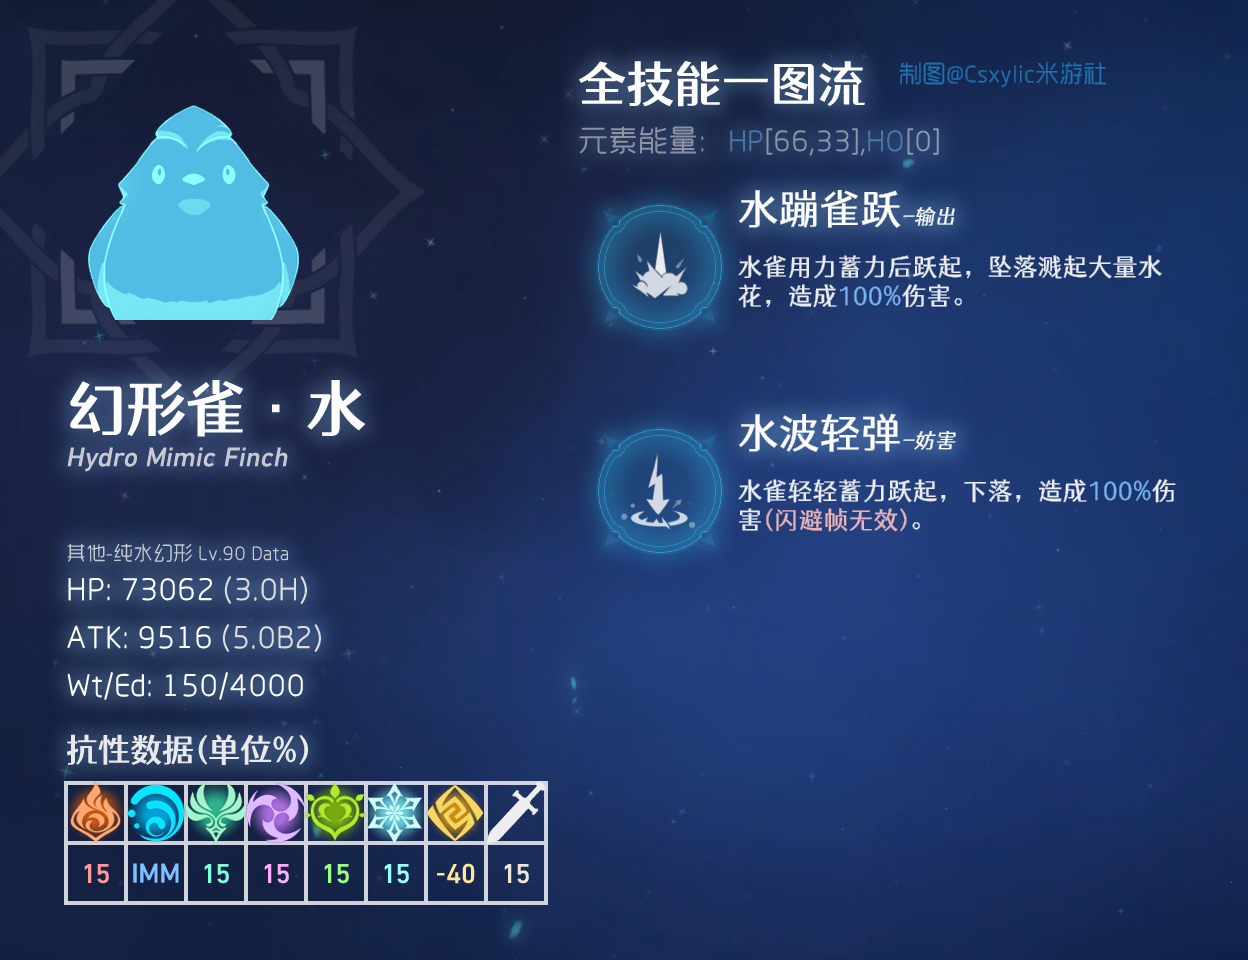 全技能一图流
制图@Csxylic米游社
元素能量: HP[66,33],HO[0]
水蹦雀跃-输出
水雀用力蓄力后跃起，坠落溅起大量水
花，造成100%伤害。
幻形雀·水
Hydro Mimic Finch
水波轻弹-妨害
水雀轻轻蓄力跃起，下落，造成100%伤
害(闪避帧无效)。
其他-纯水幻形 Lv.90 Data
HP: 73062 (3.0H)
ATK: 9516 (5.0B2)
Wt/Ed: 150/4000
抗性数据(单位%)
15 IMM 15 15 15 15 -40 15